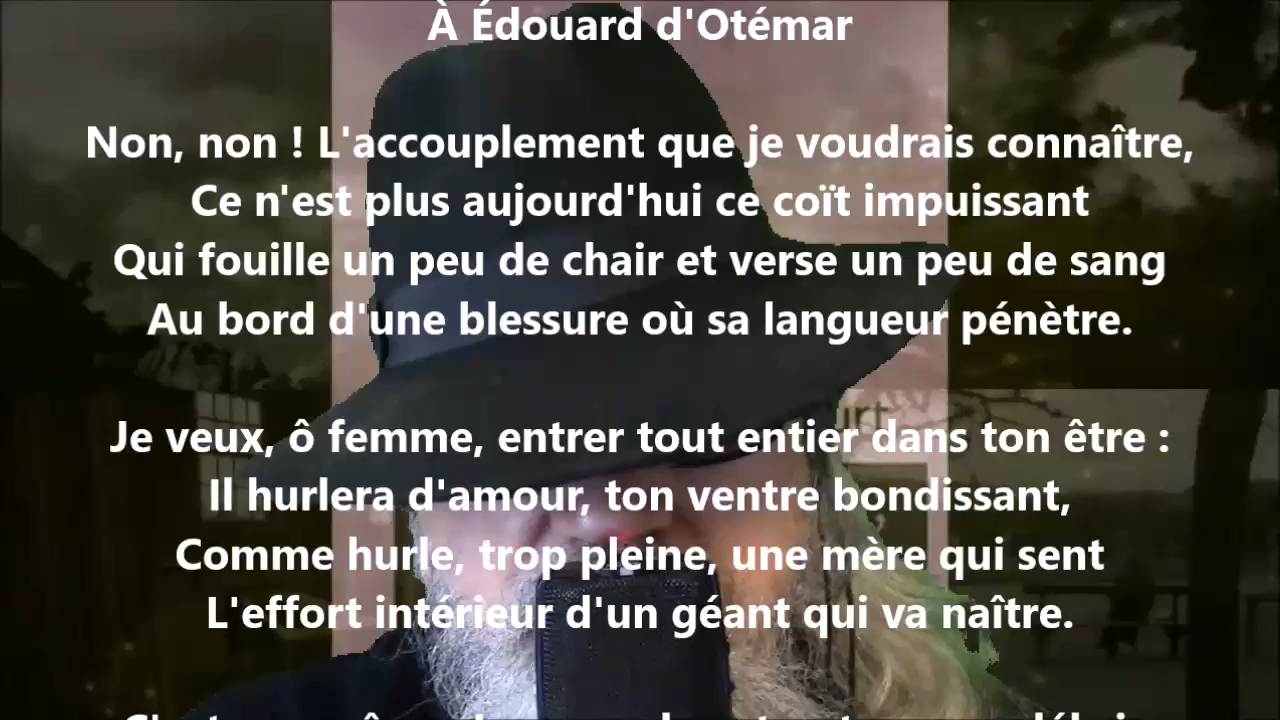 À Édouard d'Otémar
Non, non ! L'accouplement que je voudrais connaître,
Ce n'est plus aujourd'hui ce coït impuissant
Qui fouille un peu de chair et verse un peu de sang
Au bord d'une blessure où sa langueur pénètre.
Je veux, ô femme, entrer tout entier dans ton être :
Il hurlera d'amour, ton ventre bondissant,
Comme hurle, trop pleine, une mère qui sent
L'effort intérieur d'un géant qui va naître.